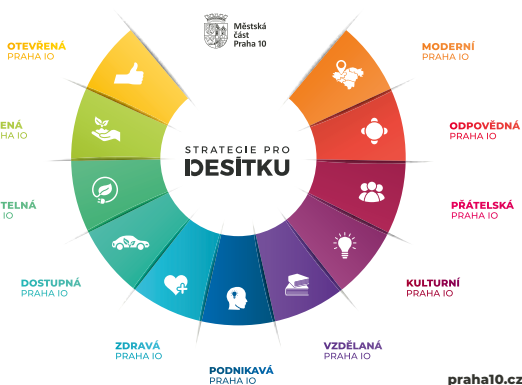 Městská
část
Praha 10
OTEVŘENÁ
PRAHA IO
MODERNÍ
PRAHA IO
ENÁ
HA IO
ODPOVĚDNÁ
PRAHA IO
STRATEGIE PRO
DESÍTKU
TELNÁ
IO
PŘÁTELSKÁ
PRAHA IO
DOSTUPNÁ
PRAHA IO
KULTURNÍ
PRAHA IO
ZDRAVÁ
PRAHA IO
VZDĚLANÁ
PRAHA IO
PODNIKAVÁ
PRAHA IO
praha10.cz